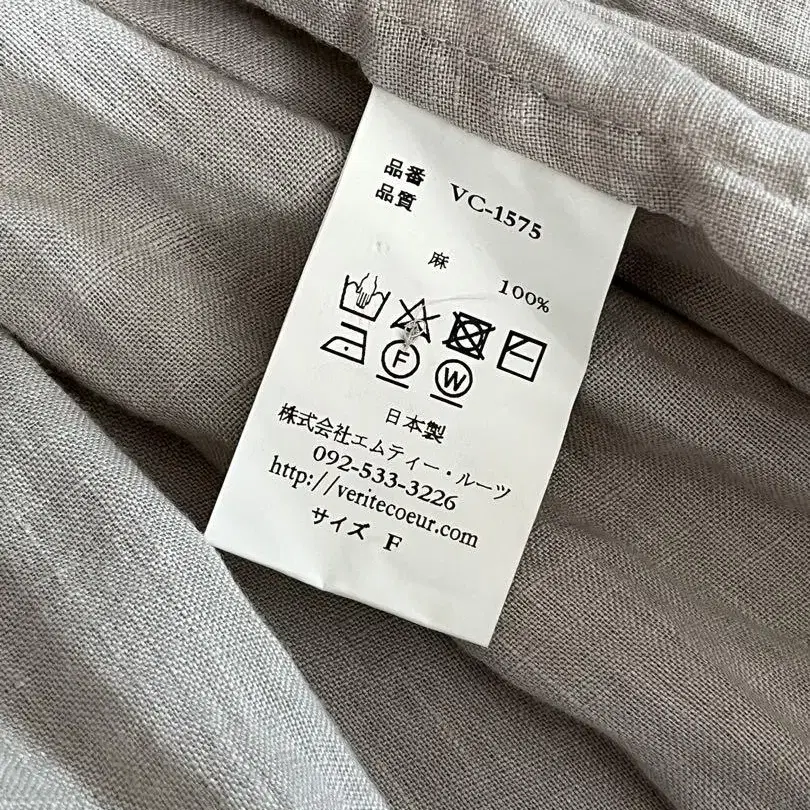 品番 VC-1575
品質
麻 100%
F W
日本製
株式会社エムティー・ルーツ
092-533-3226
http://veritecoeur.com
サイズ F